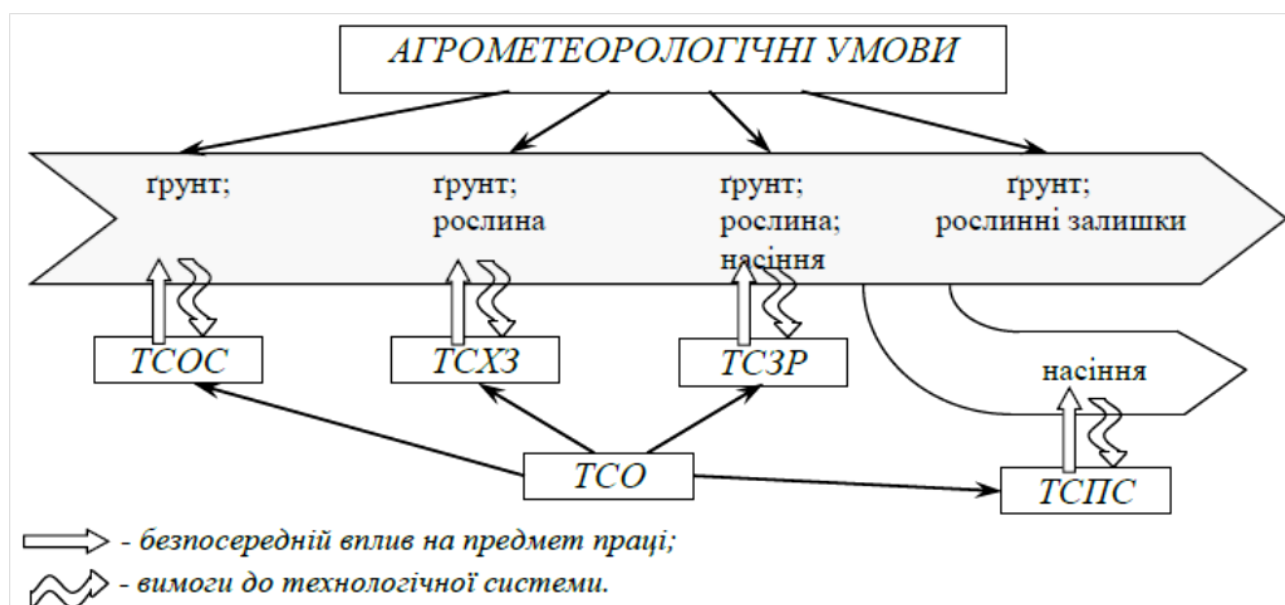 АГРОМЕТЕОРОЛОГІЧНІ УМОВИ
ґрунт;
ґрунт;
рослина
ґрунт;
рослина;
насіння
ґрунт;
рослинні залишки
ТСОС
ТСХЗ
ТСЗР
насіння
ТСО
ТСПС
- безпосередній вплив на предмет праці;
- вимоги до технологічної системи.